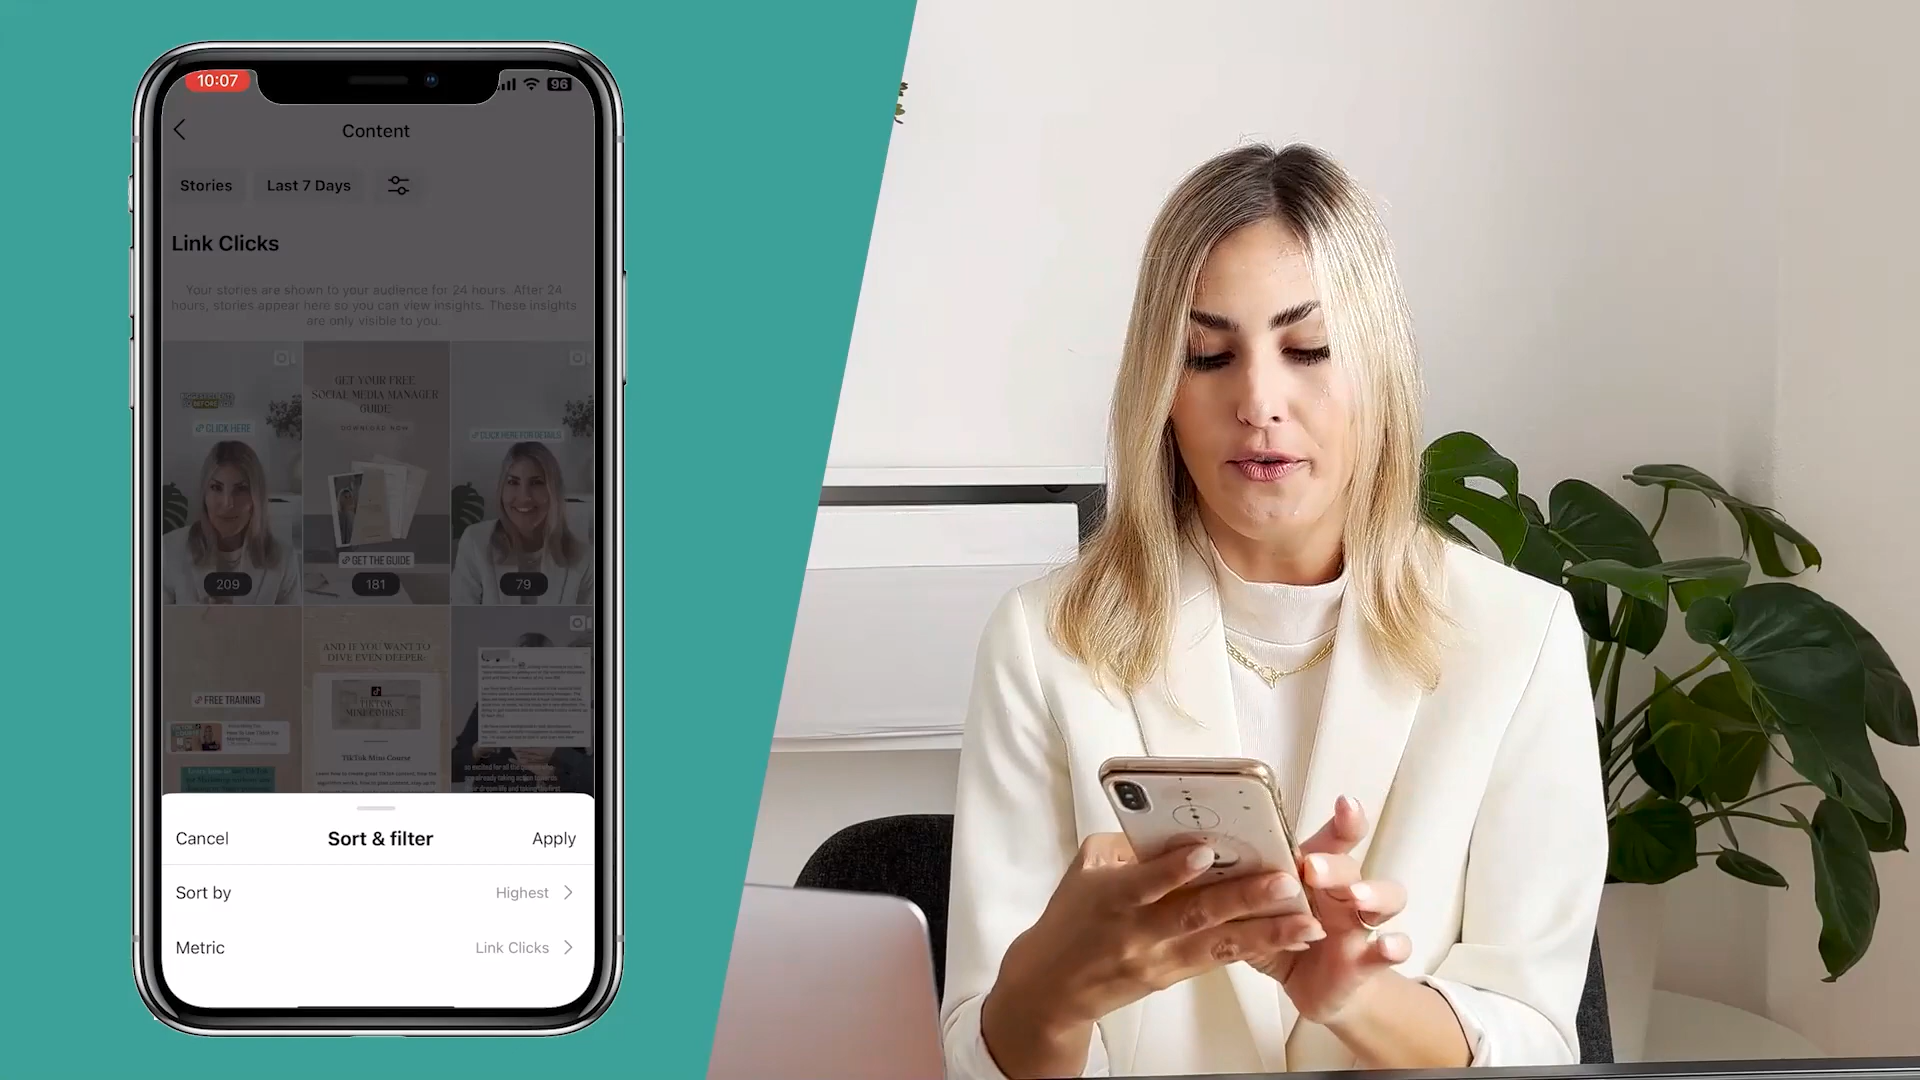 10:07
96
Content
Stories
Last 7 Days
Link Clicks
Your stories are shown to your audience for 24 hours. After 24
hours, stories appear here so you can view insights. These insights
are only visible to you.
BEFORE
CLICK HERE
GET YOUR FREE
SOCIAL MEDIA MANAGER
GUIDE
DOWNLOAD NOW
CLICK HERE FOR DETAILS
GET THE GUIDE
209
181
79
FREE TRAINING
AND IF YOU WANT TO
DIVE EVEN DEEPER:
TIKTOK
MINI COURSE
TikTok Mini Course
Cancel
Sort & filter
Apply
Sort by
Highest
Metric
Link Clicks